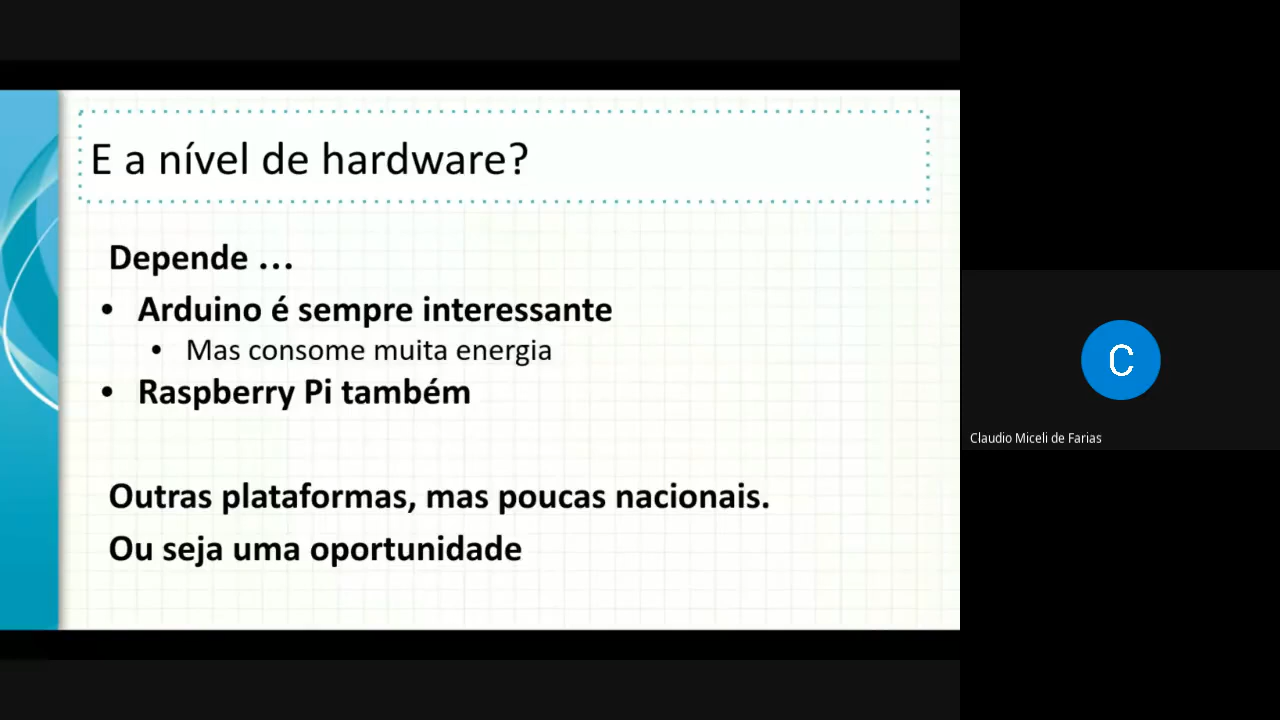 E a nível de hardware?
Depende ...
• Arduino é sempre interessante
• Mas consome muita energia
• Raspberry Pi também
Outras plataformas, mas poucas nacionais.
Ou seja uma oportunidade
C
Claudio Miceli de Farias